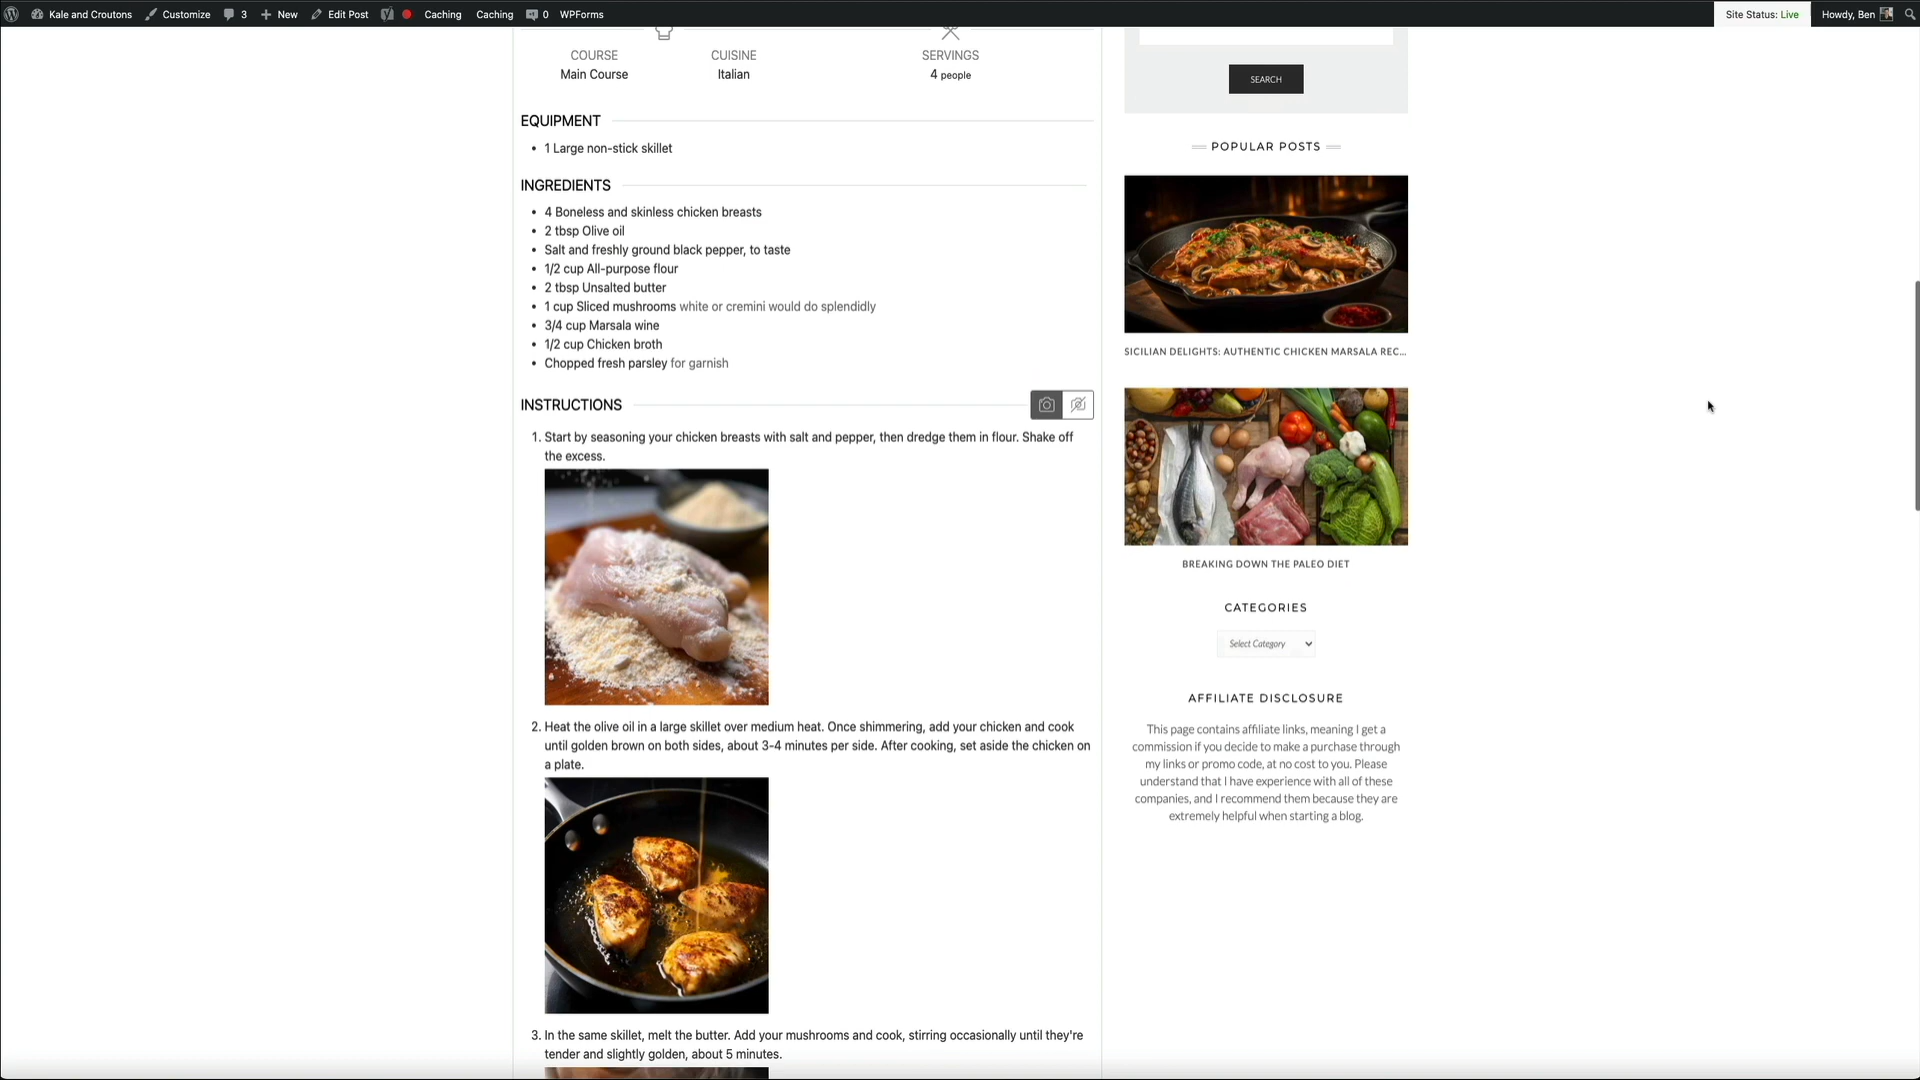 Kale and Croutons
Customize
3
New
Edit Post
Caching
Caching
0
WPForms
Site Status: Live
Howdy, Ben
COURSE
Main Course
CUISINE
Italian
SERVINGS
4 people
EQUIPMENT
1 Large non-stick skillet
INGREDIENTS
4 Boneless and skinless chicken breasts
2 tbsp Olive oil
Salt and freshly ground black pepper, to taste
1/2 cup All-purpose flour
2 tbsp Unsalted butter
1 cup Sliced mushrooms white or cremini would do splendidly
3/4 cup Marsala wine
1/2 cup Chicken broth
Chopped fresh parsley for garnish
INSTRUCTIONS
1. Start by seasoning your chicken breasts with salt and pepper, then dredge them in flour. Shake off
the excess.
2. Heat the olive oil in a large skillet over medium heat. Once shimmering, add your chicken and cook
until golden brown on both sides, about 3-4 minutes per side. After cooking, set aside the chicken on
a plate.
3. In the same skillet, melt the butter. Add your mushrooms and cook, stirring occasionally until they're
tender and slightly golden, about 5 minutes.
SEARCH
POPULAR POSTS
SICILIAN DELIGHTS: AUTHENTIC CHICKEN MARSALA REC...
BREAKING DOWN THE PALEO DIET
CATEGORIES
Select Category
AFFILIATE DISCLOSURE
This page contains affiliate links, meaning I get a
commission if you decide to make a purchase through
my links or promo code, at no cost to you. Please
understand that I have experience with all of these
companies, and I recommend them because they are
extremely helpful when starting a blog.